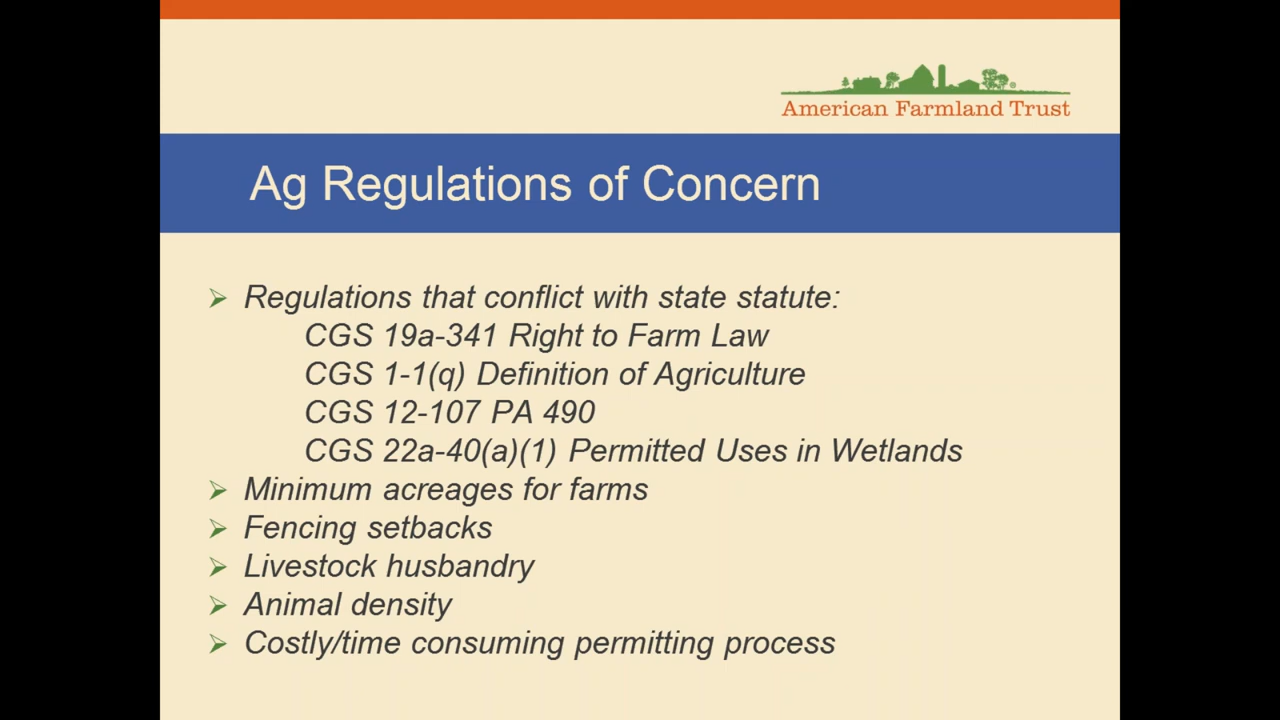 American Farmland Trust
Ag Regulations of Concern
Regulations that conflict with state statute:
CGS 19a-341 Right to Farm Law
CGS 1-1(q) Definition of Agriculture
CGS 12-107 PA 490
CGS 22a-40(a)(1) Permitted Uses in Wetlands
Minimum acreages for farms
Fencing setbacks
Livestock husbandry
Animal density
Costly/time consuming permitting process